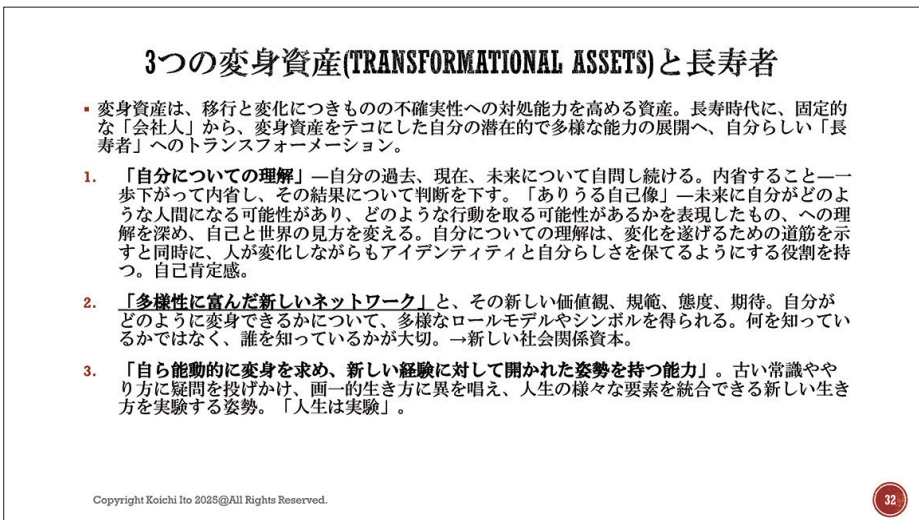 3つの変身資産(TRANSFORMATIONAL ASSETS)と長寿者
▪ 変身資産は、移行と変化につきものの不確実性への対処能力を高める資産。長寿時代に、固定的
な「会社人」から、変身資産をテコにした自分の潜在的で多様な能力の展開へ、自分らしい「長
寿者」へのトランスフォーメーション。
1. 「自分についての理解」―自分の過去、現在、未来について自問し続ける。内省すること―一
歩下がって内省し、その結果について判断を下す。「ありうる自己像」―未来に自分がどのよ
うな人間になる可能性があり、どのような行動を取る可能性があるかを表現したもの、への理
解を深め、自己と世界の見方を変える。自分についての理解は、変化を遂げるための道筋を示
すと同時に、人が変化しながらもアイデンティティと自分らしさを保てるようにする役割を持
つ。自己肯定感。
2. 「多様性に富んだ新しいネットワーク」と、その新しい価値観、規範、態度、期待。自分が
どのように変身できるかについて、多様なロールモデルやシンボルを得られる。何を知ってい
るかではなく、誰を知っているかが大切。→新しい社会関係資本。
3. 「自ら能動的に変身を求め、新しい経験に対して開かれた姿勢を持つ能力」。古い常識やや
り方に疑問を投げかけ、画一的生き方に異を唱え、人生の様々な要素を統合できる新しい生き
方を実験する姿勢。「人生は実験」。
Copyright Koichi Ito 2025@All Rights Reserved.
32